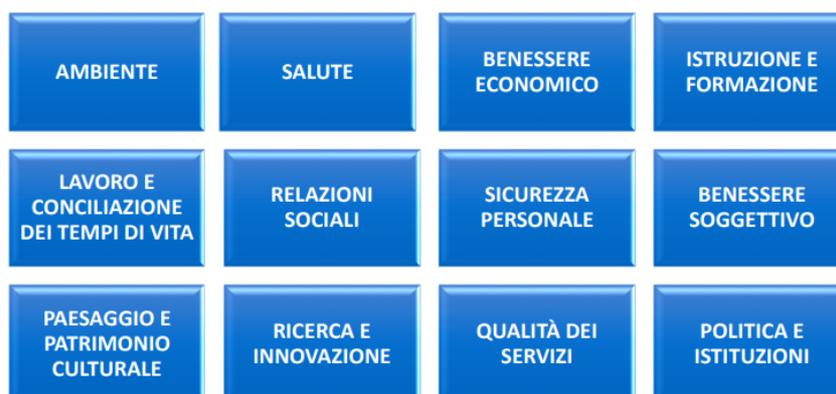 AMBIENTE
SALUTE
BENESSERE
ECONOMICO
ISTRUZIONE E
FORMAZIONE
LAVORO E
CONCILIAZIONE
DEI TEMPI DI VITA
RELAZIONI
SOCIALI
SICUREZZA
PERSONALE
BENESSERE
SOGGETTIVO
PAESAGGIO E
PATRIMONIO
CULTURALE
RICERCA E
INNOVAZIONE
QUALITÀ DEI
SERVIZI
POLITICA E
ISTITUZIONI